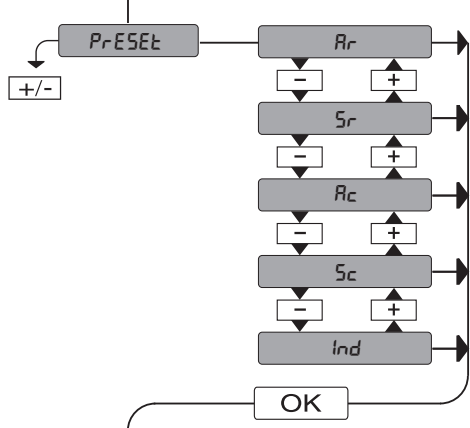 PrESEt
Ar
+/-
- +
Sr
- +
Ac
- +
Sc
- +
Ind
OK